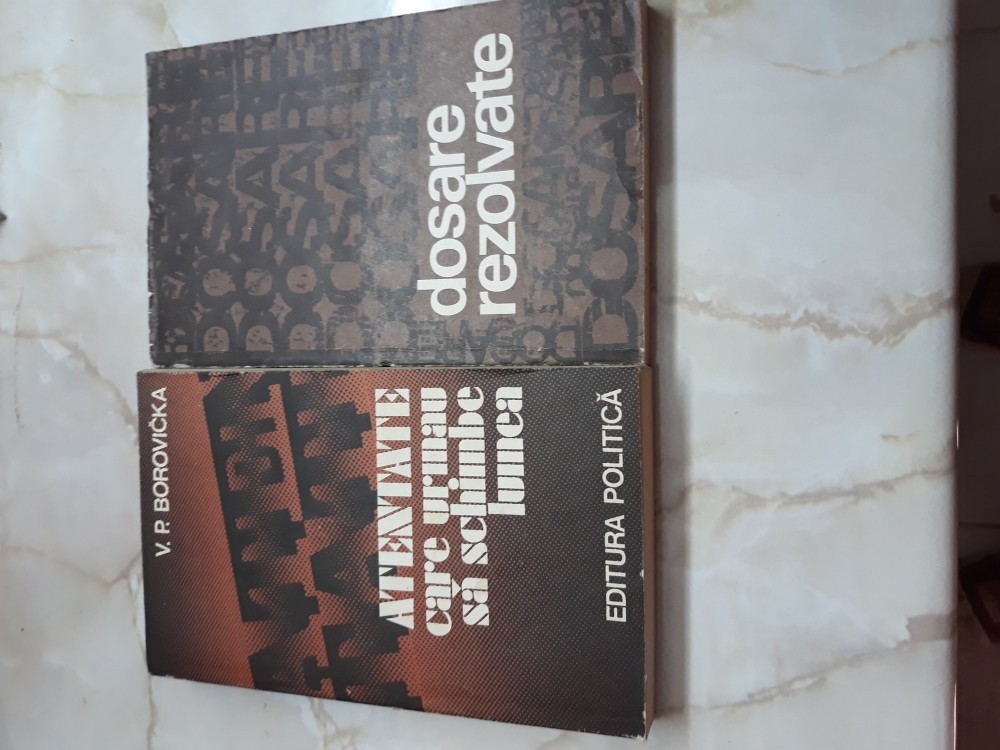 dosare
rezolvate
V. P. BOROVIČKA
ATENTATE
care urmau
să schimbe
lumea
EDITURA POLITICĂ